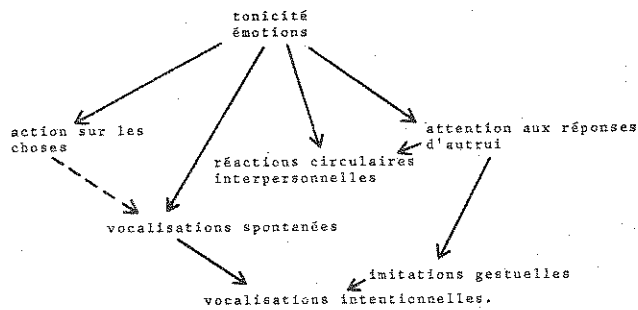 tonicité
émotions
action sur les
choses
attention aux réponses
d'autrui
réactions circulaires
interpersonnelles
vocalisations spontanées
imitations gestuelles
vocalisations intentionnelles.